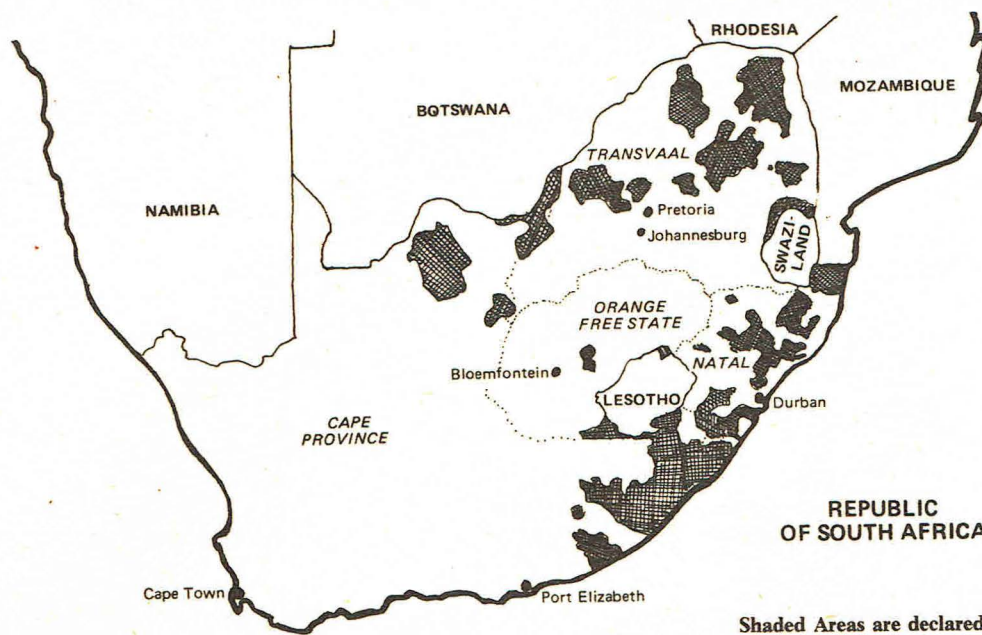 RHODESIA
MOZAMBIQUE
BOTSWANA
TRANSVAAL
NAMIBIA
Pretoria
Johannesburg
SWAZI-
LAND
ORANGE
FREE STATE
NATAL
Bloemfontein
LESOTHO
Durban
CAPE
PROVINCE
REPUBLIC
OF SOUTH AFRICA
Cape Town
Port Elizabeth
Shaded Areas are declared